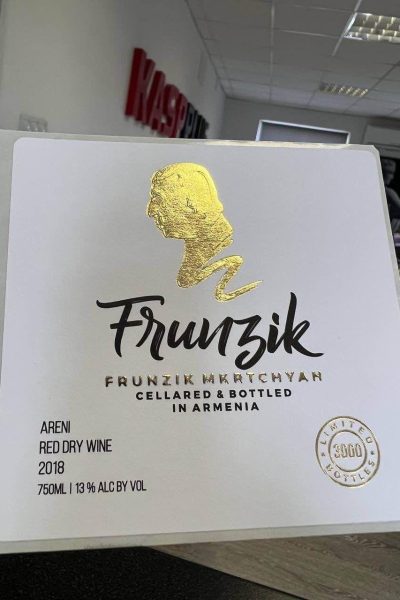 Frunzik
FRUNZIK MKRTCHYAN
CELLARED & BOTTLED
IN ARMENIA
ARENI
RED DRY WINE
2018
750ML | 13 % ALC BY VOL
LIMITED
3000
BOTTLES